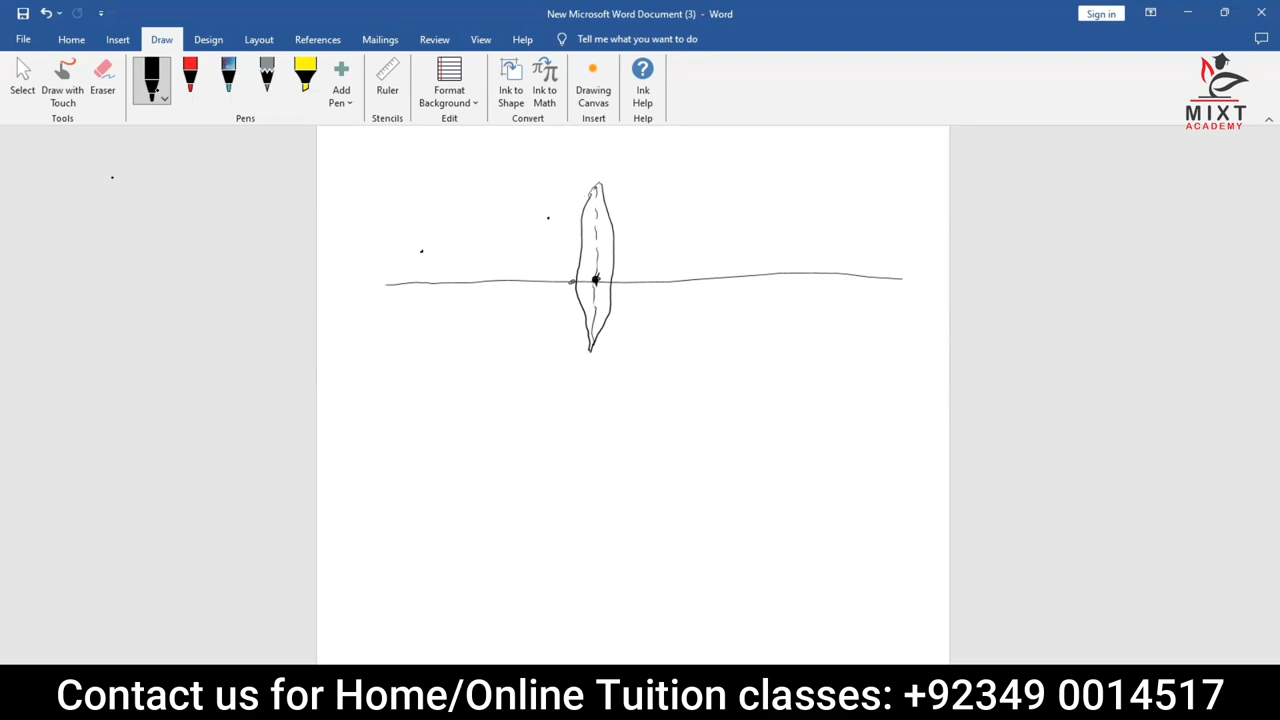 New Microsoft Word Document (3) - Word
Sign in
File Home Insert Draw Design Layout References Mailings Review View Help Tell me what you want to do
Select
Draw with Touch
Eraser
Add Pen
Ruler
Format Background
Ink to Shape
Ink to Math
Drawing Canvas
Ink Help
Tools
Pens
Stencils
Edit
Convert
Insert
Help
MIXT
ACADEMY
Contact us for Home/Online Tuition classes: +92349 0014517